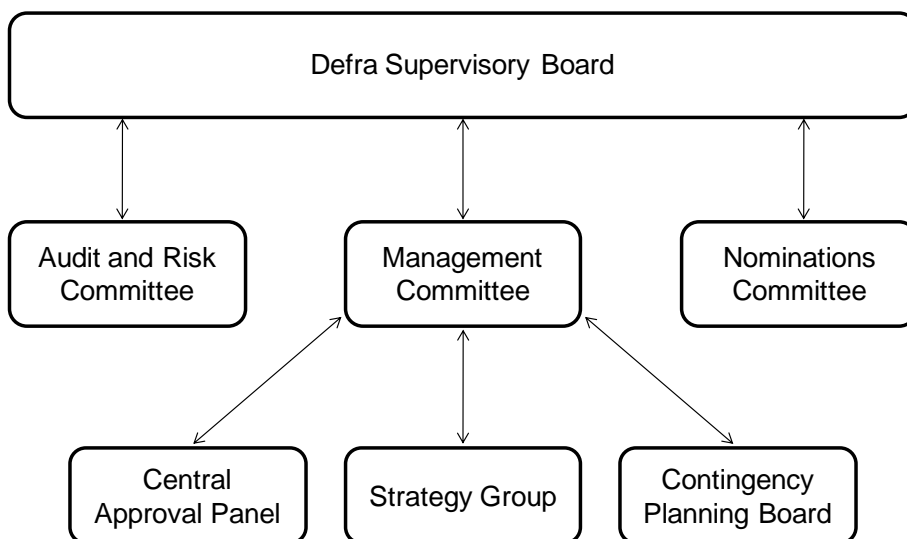 Defra Supervisory Board
Audit and Risk
Committee
Management
Committee
Nominations
Committee
Central
Approval Panel
Strategy Group
Contingency
Planning Board